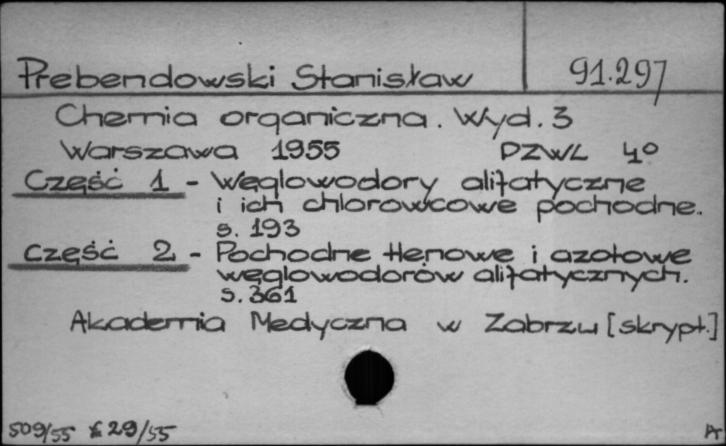 Prebendowski Stanisław 91.297
Chemia organiczna. Wyd. 3
Warszawa 1955 PZWL 4°
Część 1 - Węglowodory alifatyczne
i ich chlorowcowe pochodne.
s. 193
Część 2 - Pochodne tlenowe i azotowe
węglowodorów alifatycznych.
s. 361
Akademia Medyczna w Zabrzu [skrypt.]
509/55 £ 29/55 A